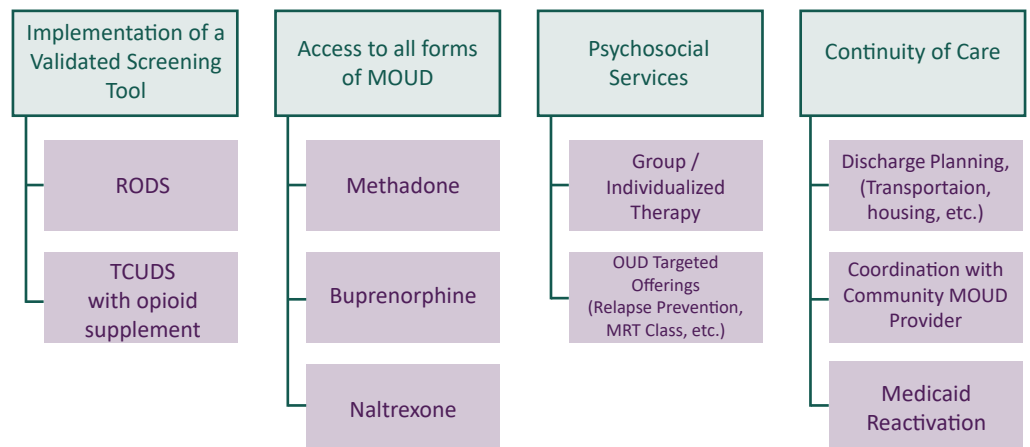 Implementation of a
Validated Screening
Tool
RODS
TCUDS
with opioid
supplement
Access to all forms
of MOUD
Methadone
Buprenorphine
Naltrexone
Psychosocial
Services
Group /
Individualized
Therapy
OUD Targeted
Offerings
(Relapse Prevention,
MRT Class, etc.)
Continuity of Care
Discharge Planning,
(Transportaion,
housing, etc.)
Coordination with
Community MOUD
Provider
Medicaid
Reactivation